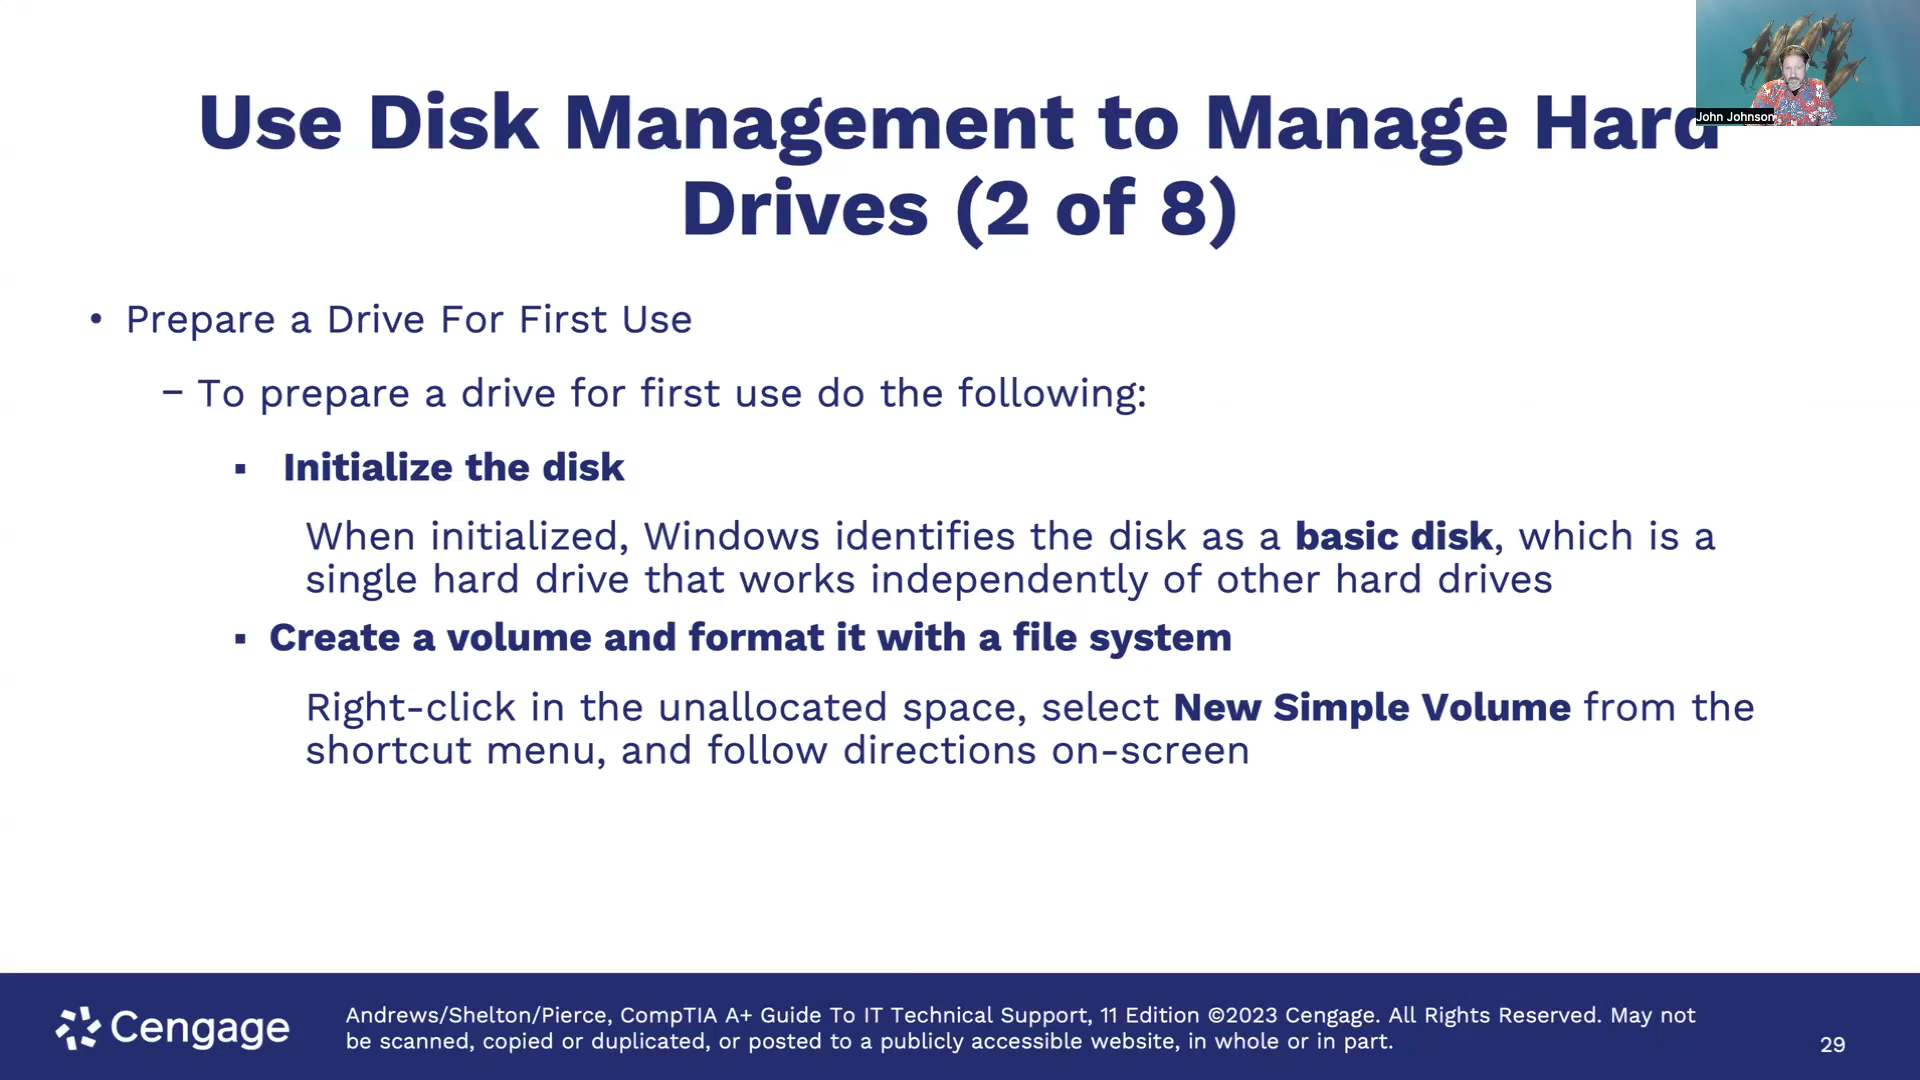 Use Disk Management to Manage Hard
Drives (2 of 8)
John Johnson
• Prepare a Drive For First Use
– To prepare a drive for first use do the following:
▪ Initialize the disk
When initialized, Windows identifies the disk as a basic disk, which is a
single hard drive that works independently of other hard drives
▪ Create a volume and format it with a file system
Right-click in the unallocated space, select New Simple Volume from the
shortcut menu, and follow directions on-screen
Cengage
Andrews/Shelton/Pierce, CompTIA A+ Guide To IT Technical Support, 11 Edition ©2023 Cengage. All Rights Reserved. May not
be scanned, copied or duplicated, or posted to a publicly accessible website, in whole or in part.
29